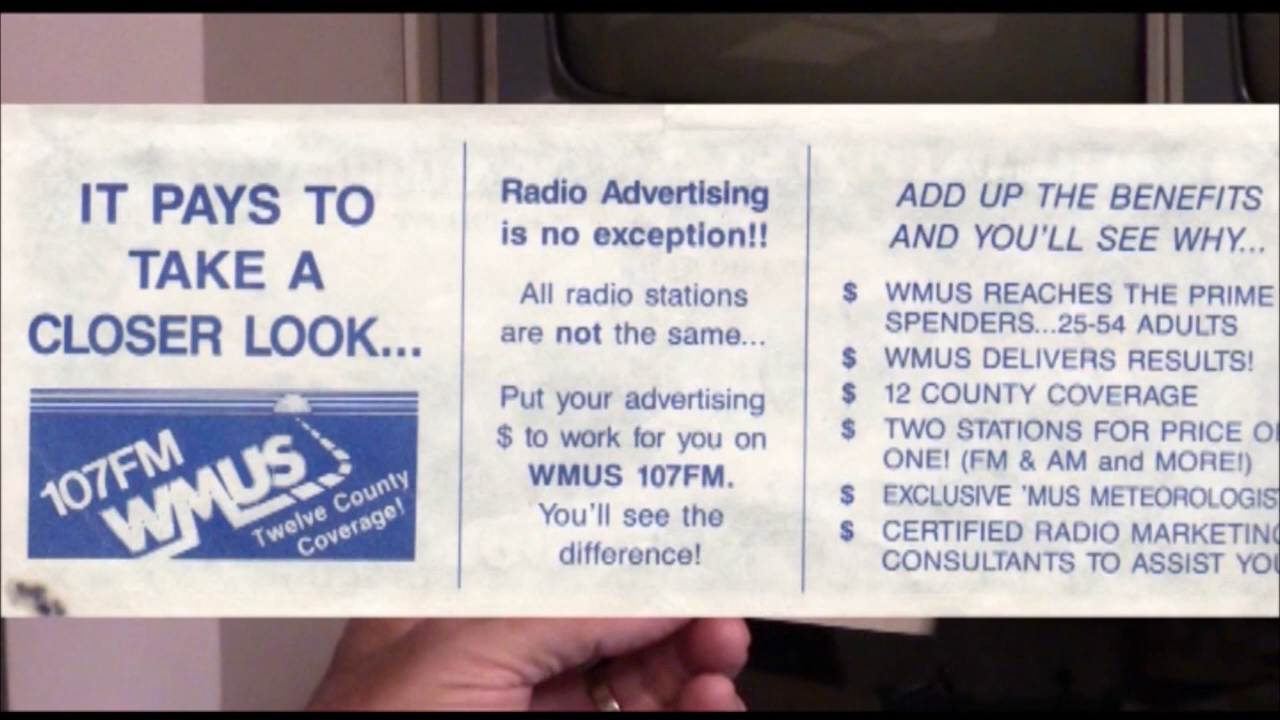 IT PAYS TO
TAKE A
CLOSER LOOK...
107FM
WMUS
Twelve County
Coverage!
Radio Advertising
is no exception!!
All radio stations
are not the same...
Put your advertising
$ to work for you on
WMUS 107FM.
You'll see the
difference!
ADD UP THE BENEFITS
AND YOU'LL SEE WHY...
$ WMUS REACHES THE PRIME
SPENDERS...25-54 ADULTS
$ WMUS DELIVERS RESULTS!
$ 12 COUNTY COVERAGE
$ TWO STATIONS FOR PRICE
ONE! (FM & AM and MORE!)
$ EXCLUSIVE 'MUS
$ CERTIFIED RADIO
CONSULTANTS TO ASSIST